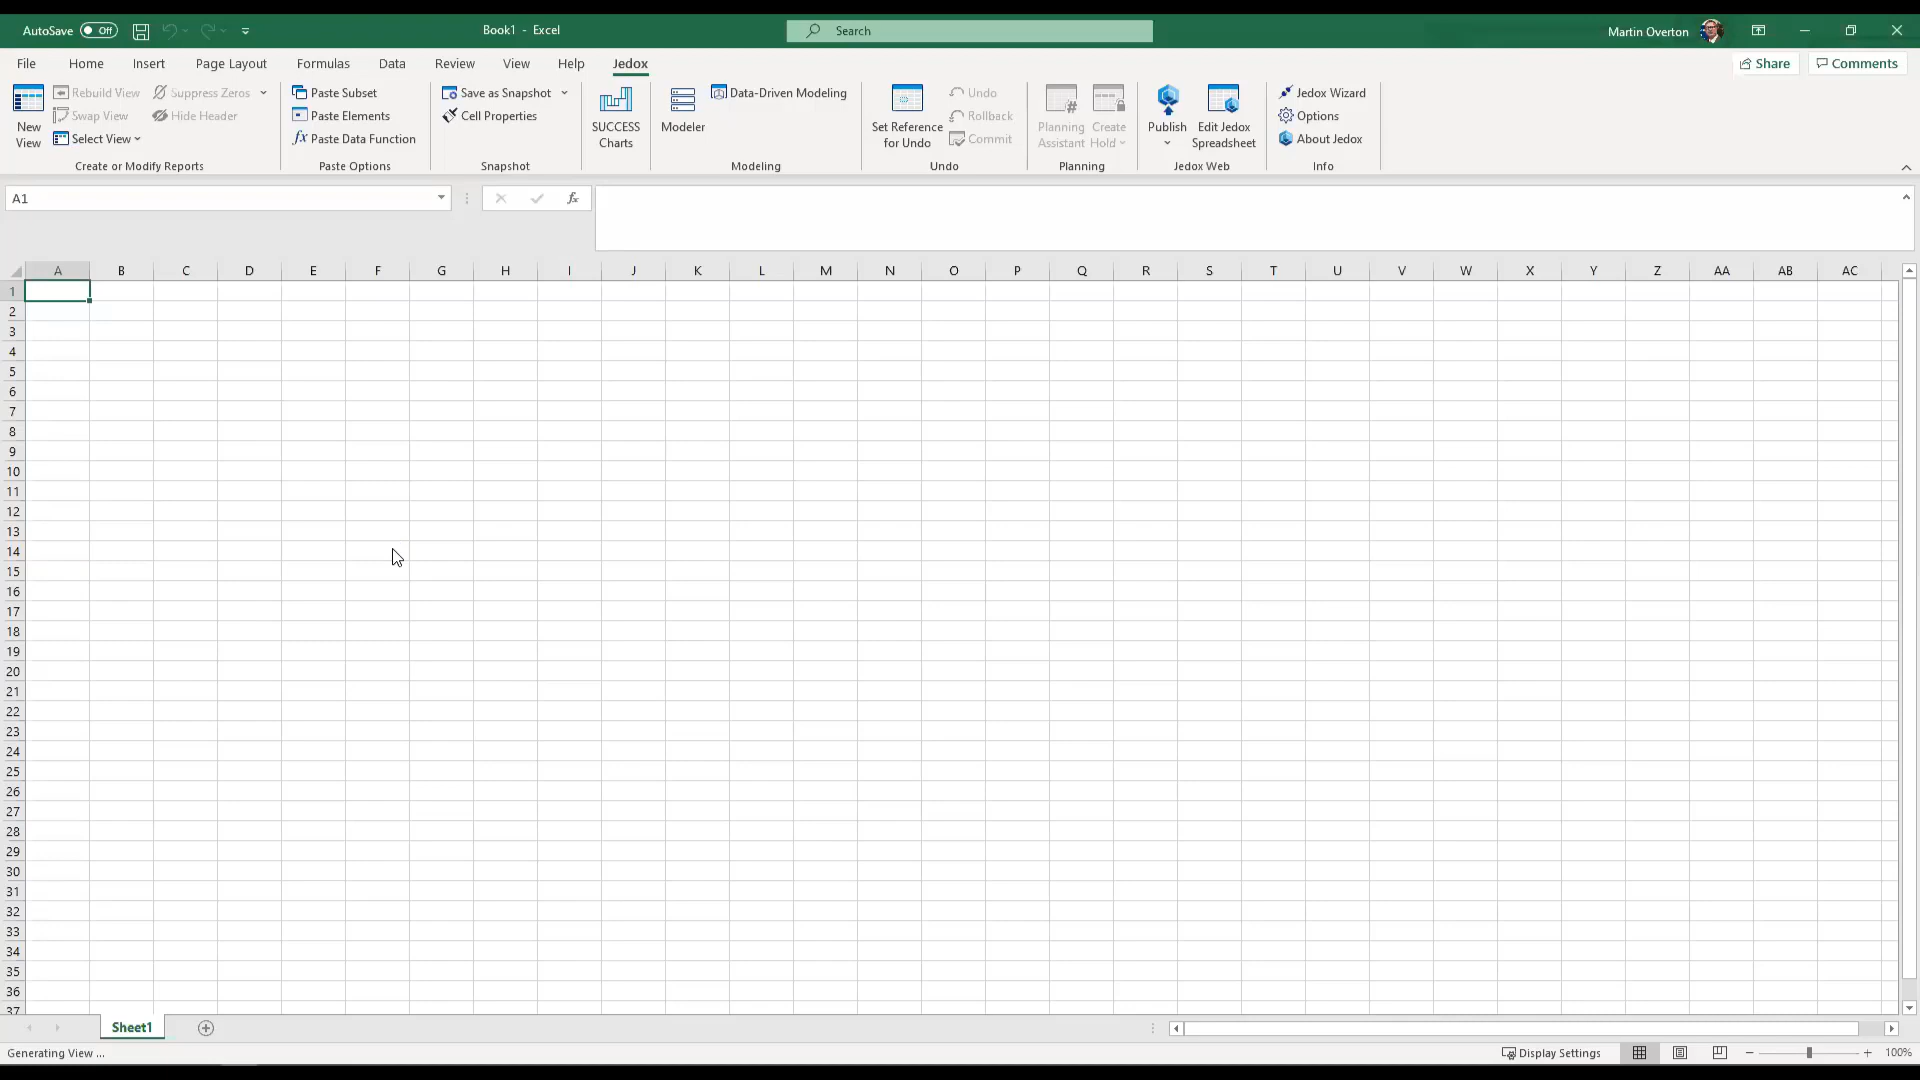 AutoSave Off Book1 - Excel Search Martin Overton
File Home Insert Page Layout Formulas Data Review View Help Jedox Share Comments
New View
Rebuild View
Swap View
Select View
Suppress Zeros
Hide Header
Create or Modify Reports
Paste Subset
Paste Elements
fx Paste Data Function
Paste Options
Save as Snapshot
Cell Properties
Snapshot
SUCCESS Charts
Modeler
Data-Driven Modeling
Modeling
Set Reference for Undo
Undo
Rollback
Commit
Undo
Planning Assistant
Create Hold
Planning
Publish
Edit Jedox Spreadsheet
Jedox Web
Jedox Wizard
Options
About Jedox
Info
A1 fx
A B C D E F G H I J K L M N O P Q R S T U V W X Y Z AA AB AC
1
2
3
4
5
6
7
8
9
10
11
12
13
14
15
16
17
18
19
20
21
22
23
24
25
26
27
28
29
30
31
32
33
34
35
36
37
Sheet1
Generating View ... Display Settings 100%